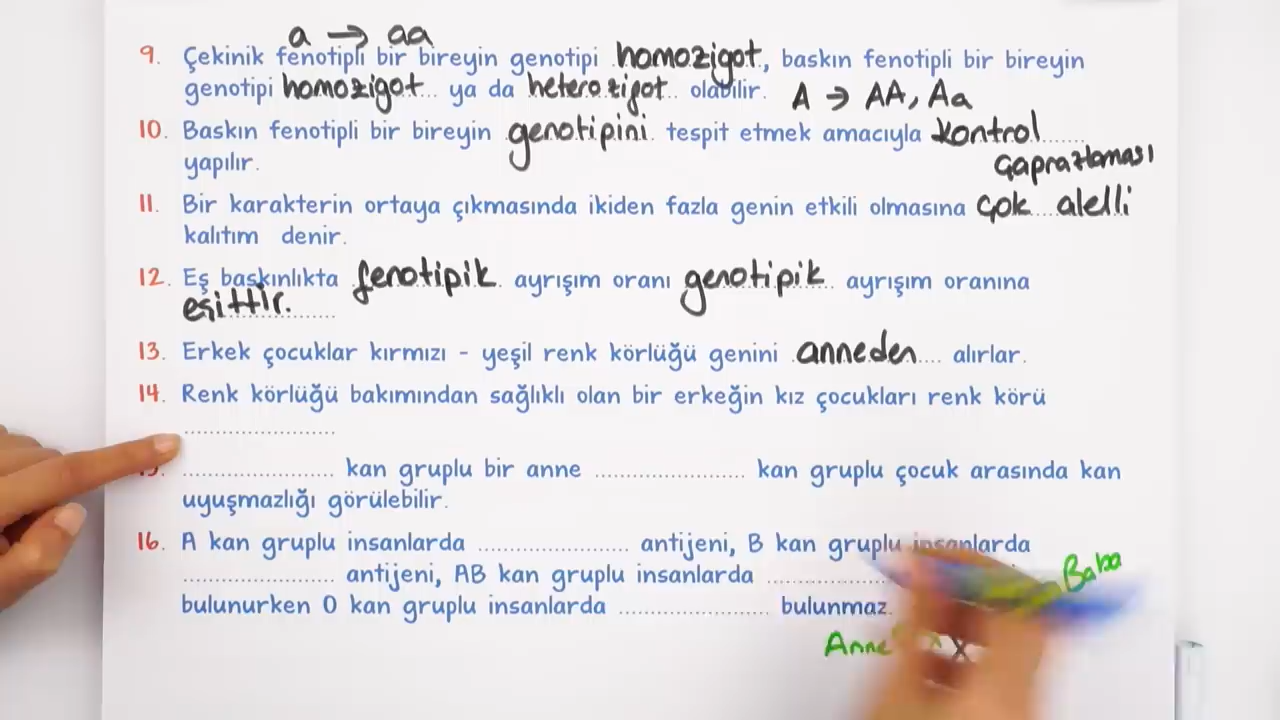 a → aa
9. Çekinik fenotipli bir bireyin genotipi homozigot, baskın fenotipli bir bireyin
genotipi homozigot ya da heterozigot olabilir. A → AA, Aa
10. Baskın fenotipli bir bireyin genotipini tespit etmek amacıyla kontrol
çaprazlaması
yapılır.
11. Bir karakterin ortaya çıkmasında ikiden fazla genin etkili olmasına çok alelli
kalıtım denir.
12. Eş baskınlıkta fenotipik ayrışım oranı genotipik ayrışım oranına
eşittir.
13. Erkek çocuklar kırmızı - yeşil renk körlüğü genini anneden alırlar.
14. Renk körlüğü bakımından sağlıklı olan bir erkeğin kız çocukları renk körü
....................
.................... kan gruplu bir anne .................... kan gruplu çocuk arasında kan
uyuşmazlığı görülebilir.
16. A kan gruplu insanlarda .................... antijeni, B kan gruplu insanlarda
.................... antijeni, AB kan gruplu insanlarda ....................
Baba
bulunurken 0 kan gruplu insanlarda .................... bulunmaz.
Anne X